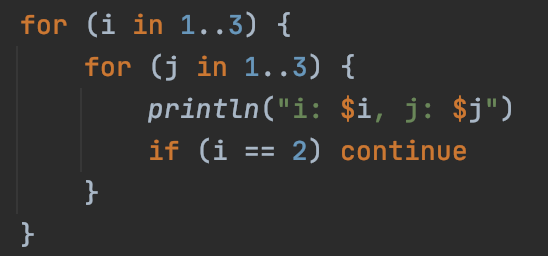 for (i in 1..3) {
    for (j in 1..3) {
        println("i: $i, j: $j")
        if (i == 2) continue
    }
}